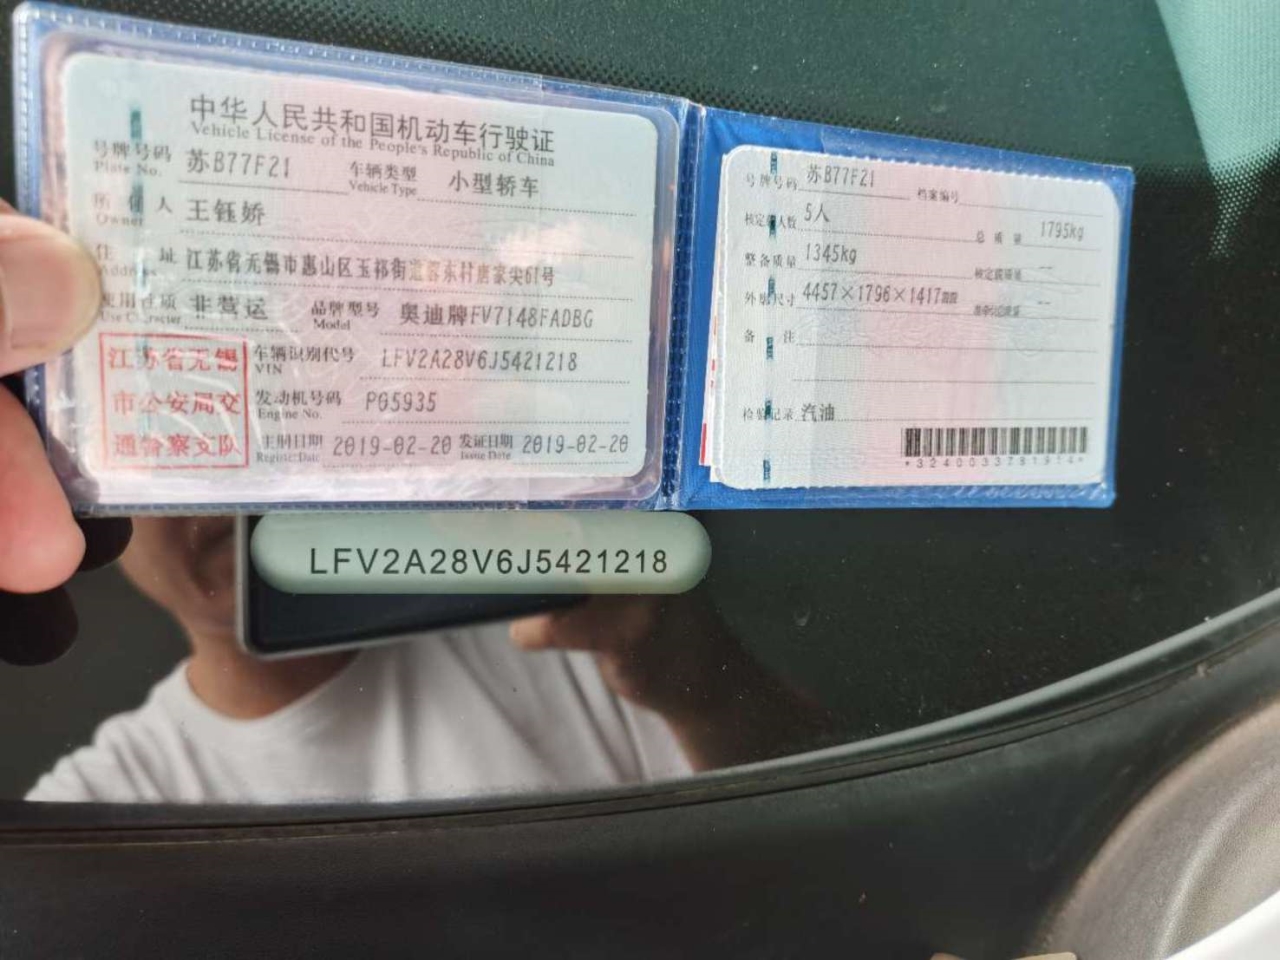 中华人民共和国机动车行驶证
Vehicle License of the People's Republic of China
号牌号码 苏B77F21 车辆类型 小型轿车
Plate No. Vehicle Type
所有人 王钰娇
Owner
住址 江苏省无锡市惠山区玉祁街道蓉东村唐家尖61号
Address
使用性质 非营运 品牌型号 奥迪牌FV7148FADBG
Use Character Model
江苏省无锡
市公安局交
通警察支队
车辆识别代号 LFV2A28V6J5421218
VIN
发动机号码 PG5935
Engine No.
注册日期 2019-02-20 发证日期 2019-02-20
Register Date Issue Date
号牌号码 苏B77F21 档案编号
核定载人数 5人 总质量 1795kg
整备质量 1345kg 核定载质量 --
外廓尺寸 4457×1796×1417mm --
备注
检验记录 汽油
LFV2A28V6J5421218